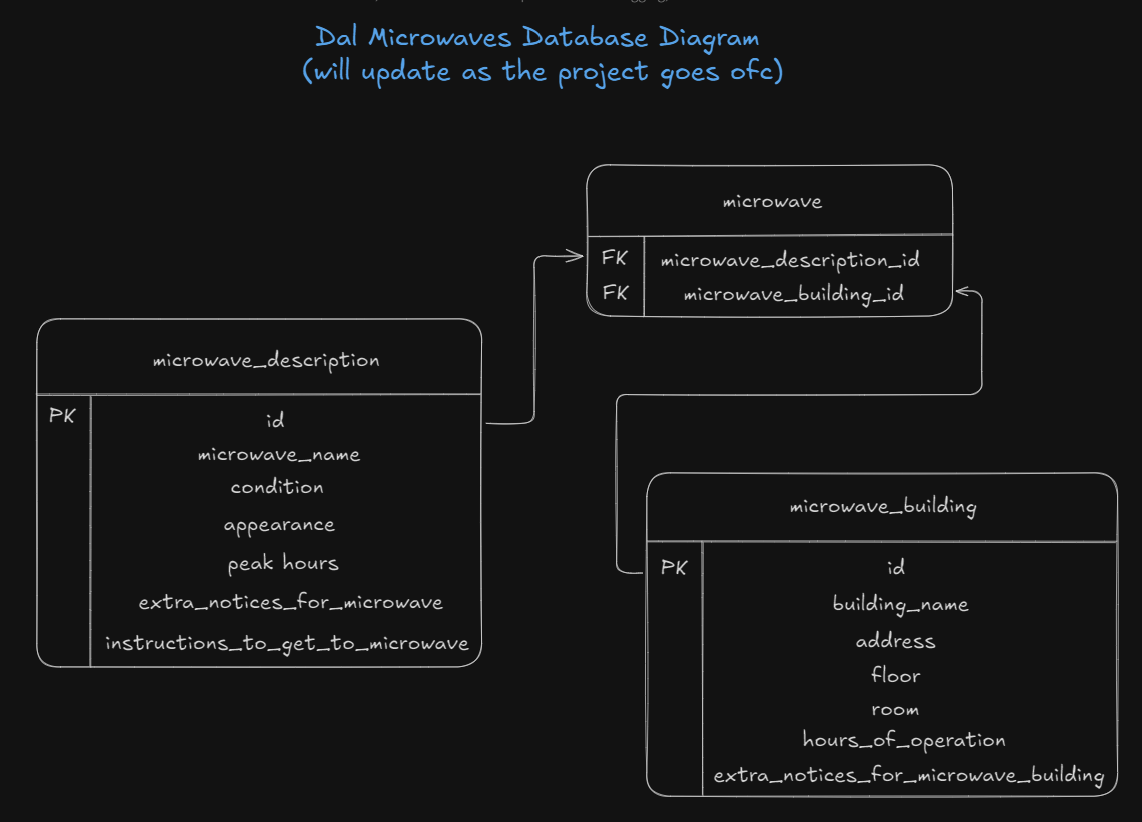 Dal Microwaves Database Diagram
(will update as the project goes ofc)
microwave
FK microwave_description_id
FK microwave_building_id
microwave_description
PK id
microwave_name
condition
appearance
peak hours
extra_notices_for_microwave
instructions_to_get_to_microwave
microwave_building
PK id
building_name
address
floor
room
hours_of_operation
extra_notices_for_microwave_building